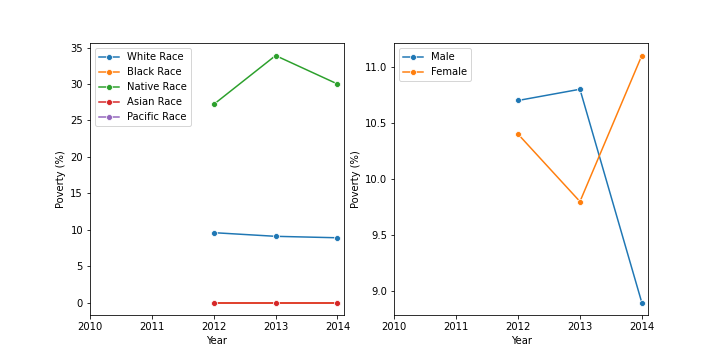 White Race
Black Race
Native Race
Asian Race
Pacific Race
35
30
25
20
15
10
5
0
Poverty (%)
2010 2011 2012 2013 2014
Year
Male
Female
11.0
10.5
10.0
9.5
9.0
Poverty (%)
2010 2011 2012 2013 2014
Year